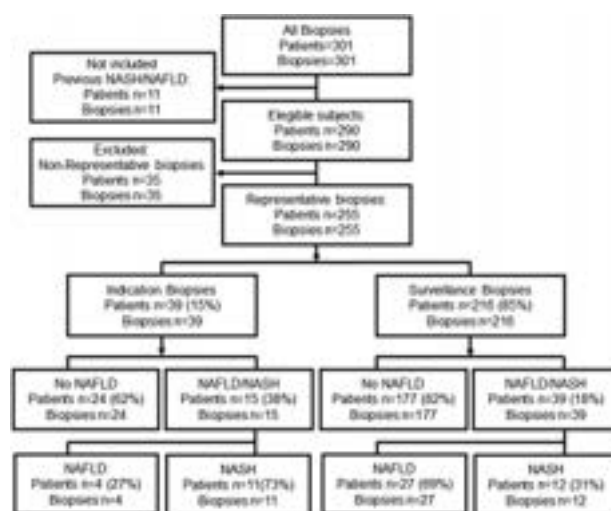 All Biopsies
Patients=301
Biopsies=301
Not included
Previous NASH/NAFLD:
Patients n=11
Biopsies n=11
Elegible subjects
Patients n=290
Biopsies n=290
Excluded:
Non-Representative biopsies
Patients n=35
Biopsies n=35
Representative biopsies
Patients n=255
Biopsies n=255
Indication Biopsies
Patients n=39 (15%)
Biopsies n=39
Surveillance Biopsies
Patients n=216 (85%)
Biopsies n=216
No NAFLD
Patients n=24 (62%)
Biopsies n=24
NAFLD/NASH
Patients n=15 (38%)
Biopsies n=15
No NAFLD
Patients n=177 (82%)
Biopsies n=177
NAFLD/NASH
Patients n=39 (18%)
Biopsies n=39
NAFLD
Patients n=4 (27%)
Biopsies n=4
NASH
Patients n=11(73%)
Biopsies n=11
NAFLD
Patients n=27 (69%)
Biopsies n=27
NASH
Patients n=12 (31%)
Biopsies n=12